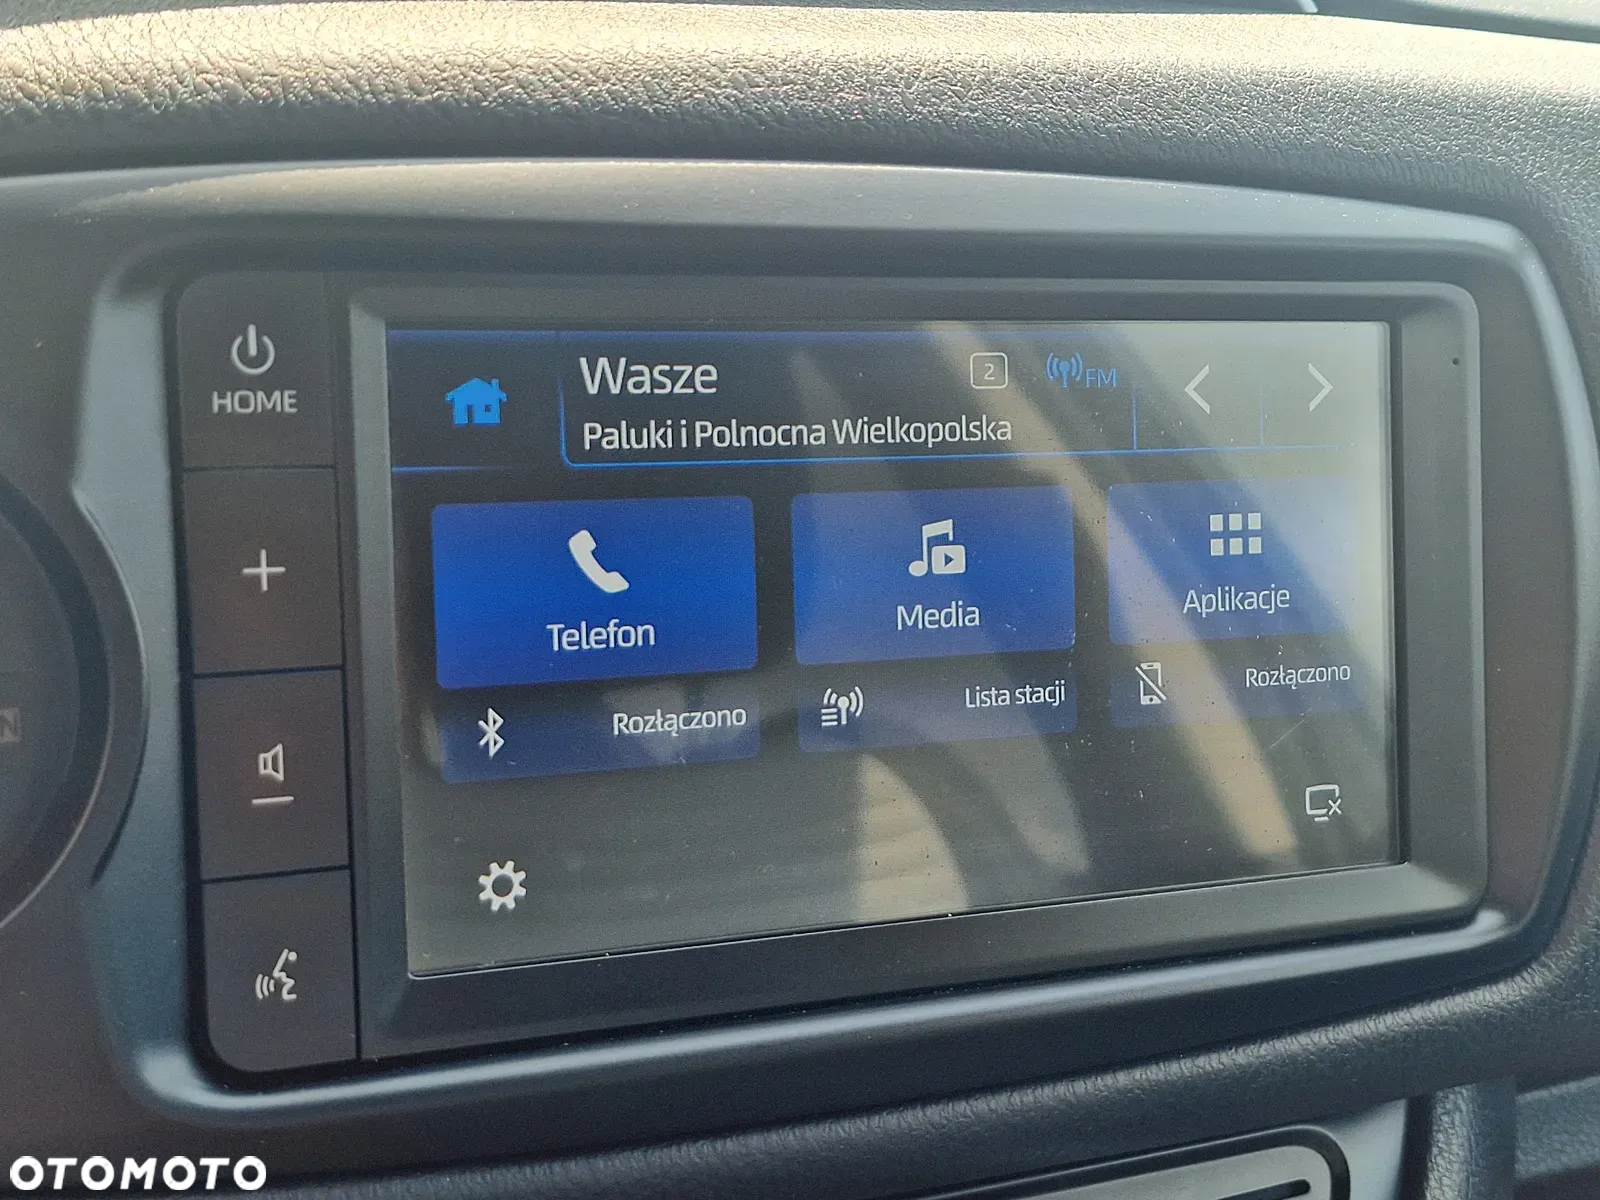 HOME
Wasze
2
FM
Paluki i Polnocna Wielkopolska
Telefon
Media
Aplikacje
Rozłączono
Lista stacji
Rozłączono
OTOMOTO